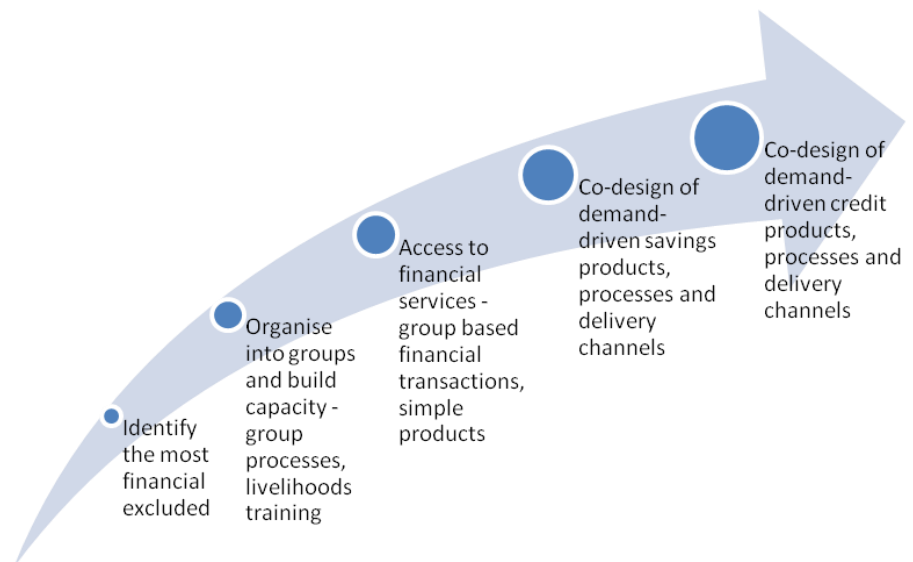 Identify
the most
financial
excluded
Organise
into groups
and build
capacity -
group
processes,
livelihoods
training
Access to
financial
services -
group based
financial
transactions,
simple
products
Co-design of
demand-
driven savings
products,
processes and
delivery
channels
Co-design of
demand-
driven credit
products,
processes and
delivery
channels